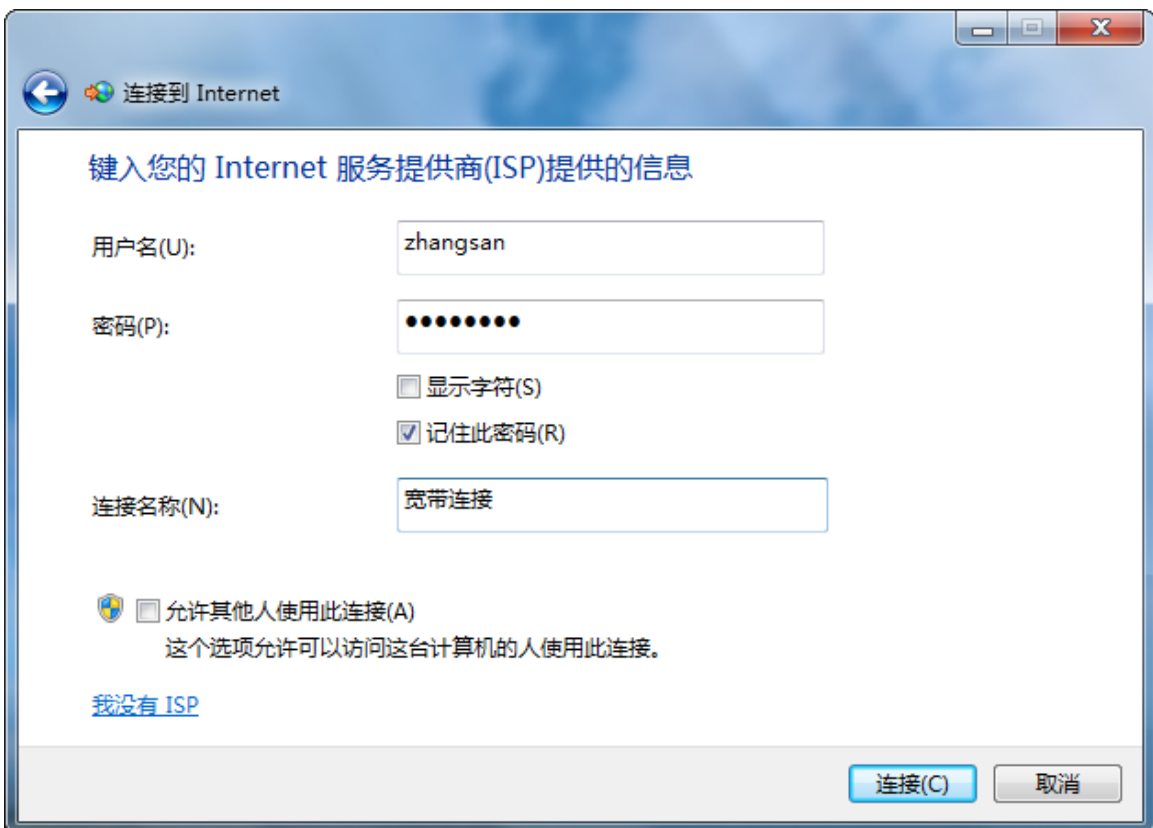 连接到 Internet
键入您的 Internet 服务提供商(ISP)提供的信息
用户名(U):
zhangsan
密码(P):
●●●●●●●●
显示字符(S)
记住此密码(R)
连接名称(N):
宽带连接
允许其他人使用此连接(A)
这个选项允许可以访问这台计算机的人使用此连接。
我没有 ISP
连接(C)
取消